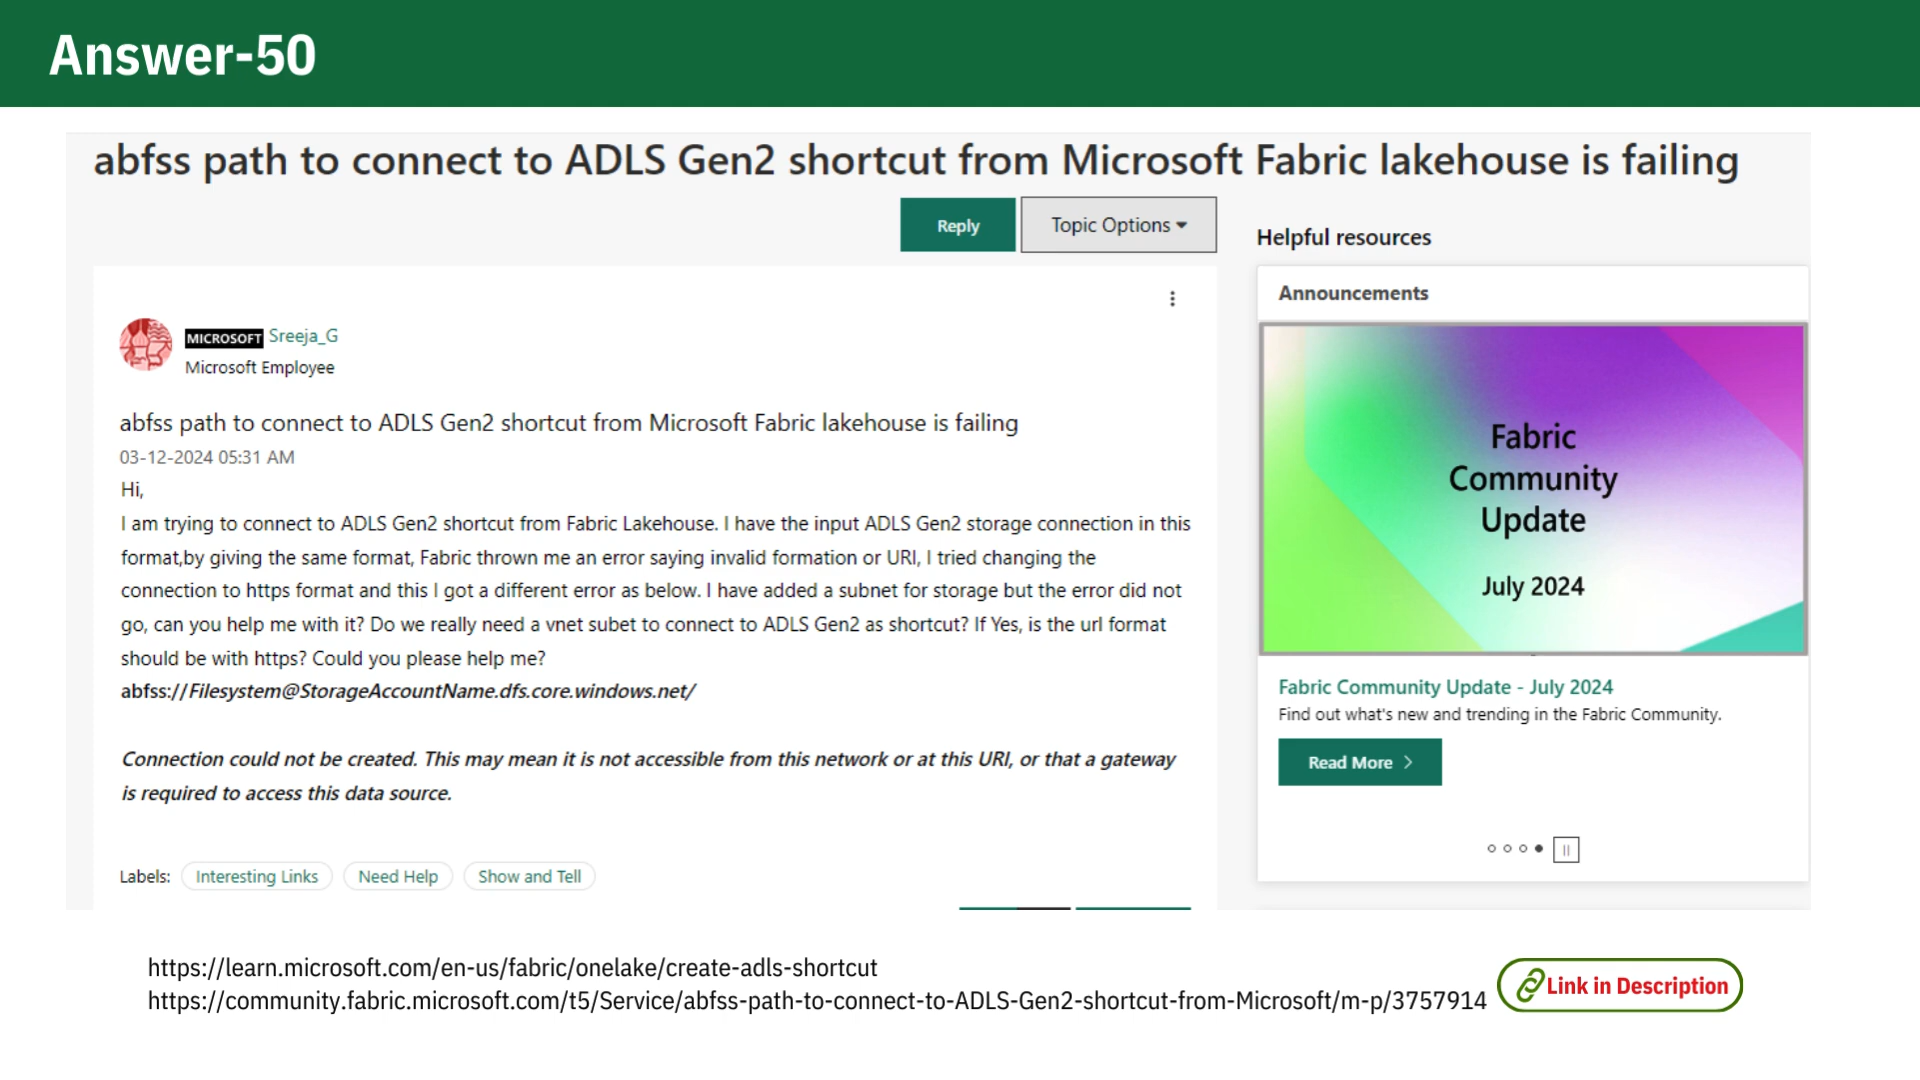 Answer-50
abfss path to connect to ADLS Gen2 shortcut from Microsoft Fabric lakehouse is failing
Reply
Topic Options
Helpful resources
Announcements
MICROSOFT Sreeja_G
Microsoft Employee
abfss path to connect to ADLS Gen2 shortcut from Microsoft Fabric lakehouse is failing
03-12-2024 05:31 AM
Hi,
I am trying to connect to ADLS Gen2 shortcut from Fabric Lakehouse. I have the input ADLS Gen2 storage connection in this
format,by giving the same format, Fabric thrown me an error saying invalid formation or URI, I tried changing the
connection to https format and this I got a different error as below. I have added a subnet for storage but the error did not
go, can you help me with it? Do we really need a vnet subet to connect to ADLS Gen2 as shortcut? If Yes, is the url format
should be with https? Could you please help me?
abfss://Filesystem@StorageAccountName.dfs.core.windows.net/
Connection could not be created. This may mean it is not accessible from this network or at this URI, or that a gateway
is required to access this data source.
Labels: Interesting Links Need Help Show and Tell
Fabric
Community
Update
July 2024
Fabric Community Update - July 2024
Find out what's new and trending in the Fabric Community.
Read More
https://learn.microsoft.com/en-us/fabric/onelake/create-adls-shortcut
https://community.fabric.microsoft.com/t5/Service/abfss-path-to-connect-to-ADLS-Gen2-shortcut-from-Microsoft/m-p/3757914
Link in Description